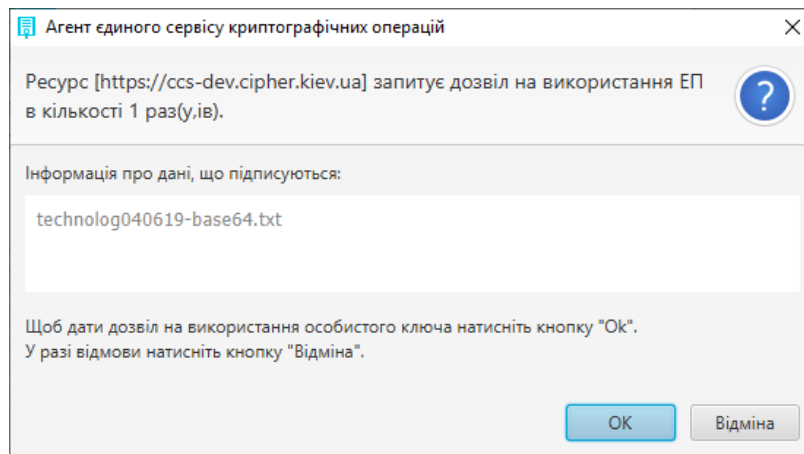 Агент єдиного сервісу криптографічних операцій
Ресурс [https://ccs-dev.cipher.kiev.ua] запитує дозвіл на використання ЕП
в кількості 1 раз(у,ів).
?
Інформація про дані, що підписуються:
technolog040619-base64.txt
Щоб дати дозвіл на використання особистого ключа натисніть кнопку "Ok".
У разі відмови натисніть кнопку "Відміна".
OK Відміна